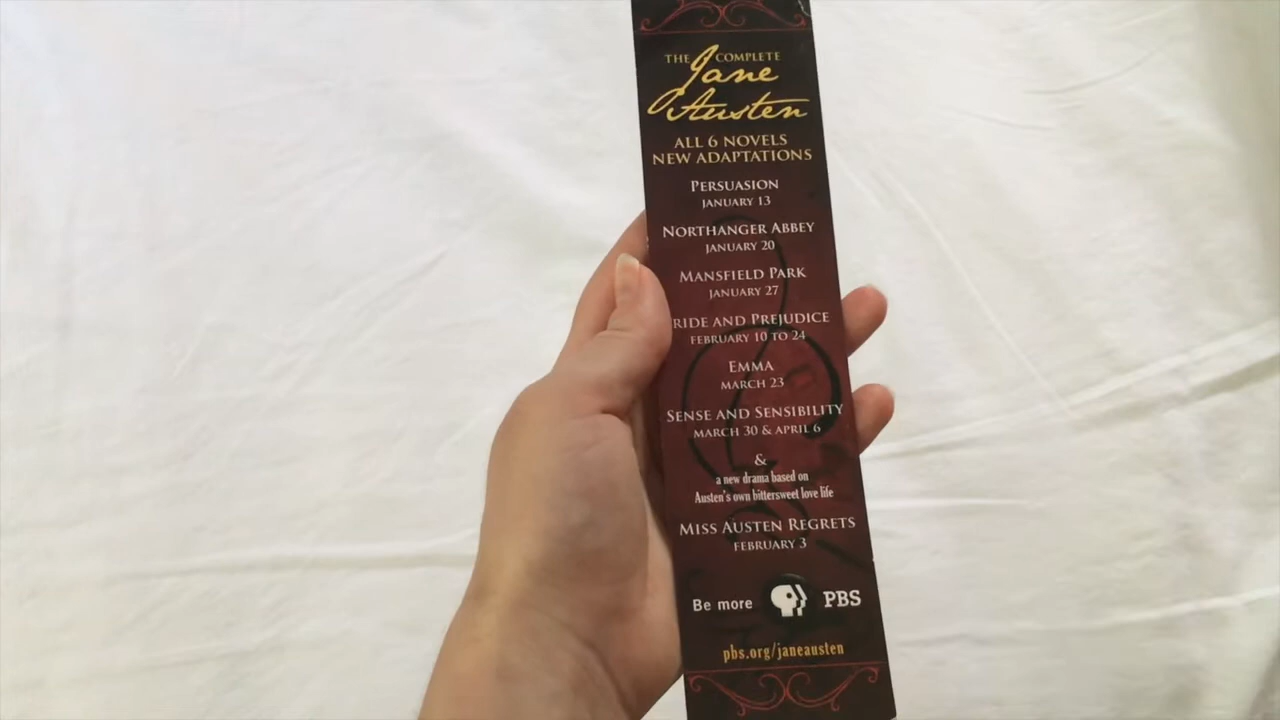 THE COMPLETE
Jane
Austen
ALL 6 NOVELS
NEW ADAPTATIONS
PERSUASION
JANUARY 13
NORTHANGER ABBEY
JANUARY 20
MANSFIELD PARK
JANUARY 27
RIDE AND PREJUDICE
FEBRUARY 10 TO 24
EMMA
MARCH 23
SENSE AND SENSIBILITY
MARCH 30 & APRIL 6
&
a new drama based on
Austen's own bittersweet love life
MISS AUSTEN REGRETS
FEBRUARY 3
Be more PBS
pbs.org/janeausten